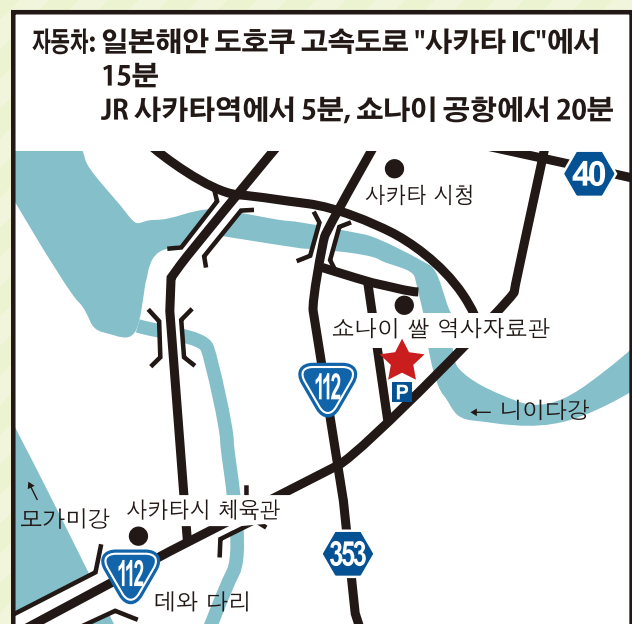 자동차: 일본해안 도호쿠 고속도로 "사카타 IC"에서
15분
JR 사카타역에서 5분, 쇼나이 공항에서 20분
40
사카타 시청
쇼나이 쌀 역사자료관
112
P
← 니이다강
모가미강
사카타시 체육관
353
112
데와 다리